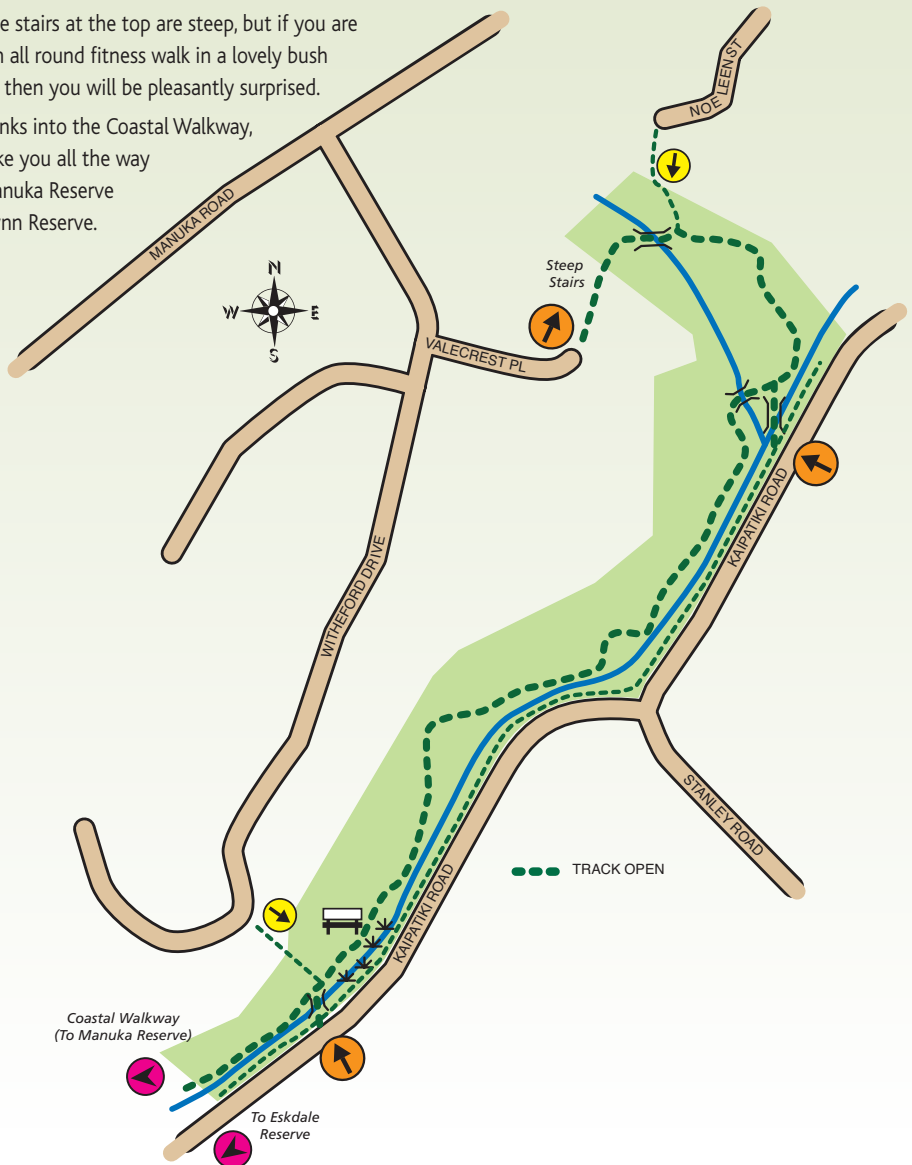 e stairs at the top are steep, but if you are
all round fitness walk in a lovely bush
then you will be pleasantly surprised.
nks into the Coastal Walkway,
ke you all the way
anuka Reserve
nn Reserve.
NOELEEN ST
MANUKA ROAD
N
W
E
S
Steep
Stairs
VALECREST PL
KAIPATIKI ROAD
WITHEFORD DRIVE
STANLEY ROAD
TRACK OPEN
KAIPATIKI ROAD
Coastal Walkway
(To Manuka Reserve)
To Eskdale
Reserve